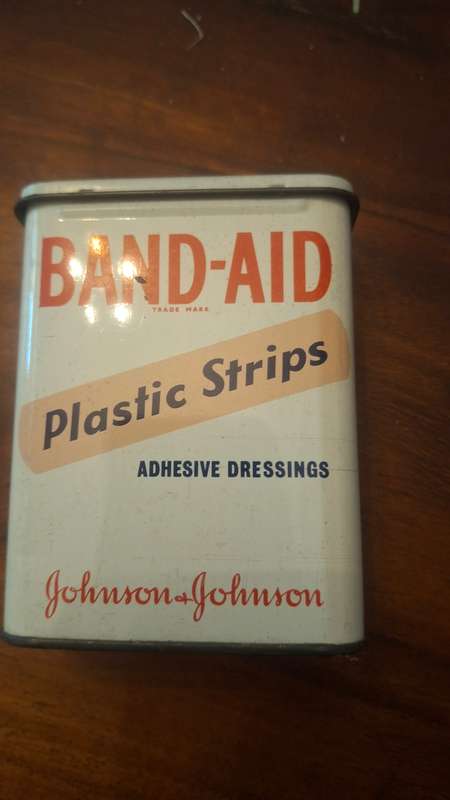 BAND-AID
TRADE MARK
Plastic Strips
ADHESIVE DRESSINGS
Johnson & Johnson